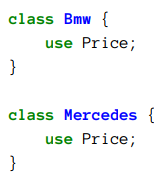 class Bmw {
    use Price;
}

class Mercedes {
    use Price;
}